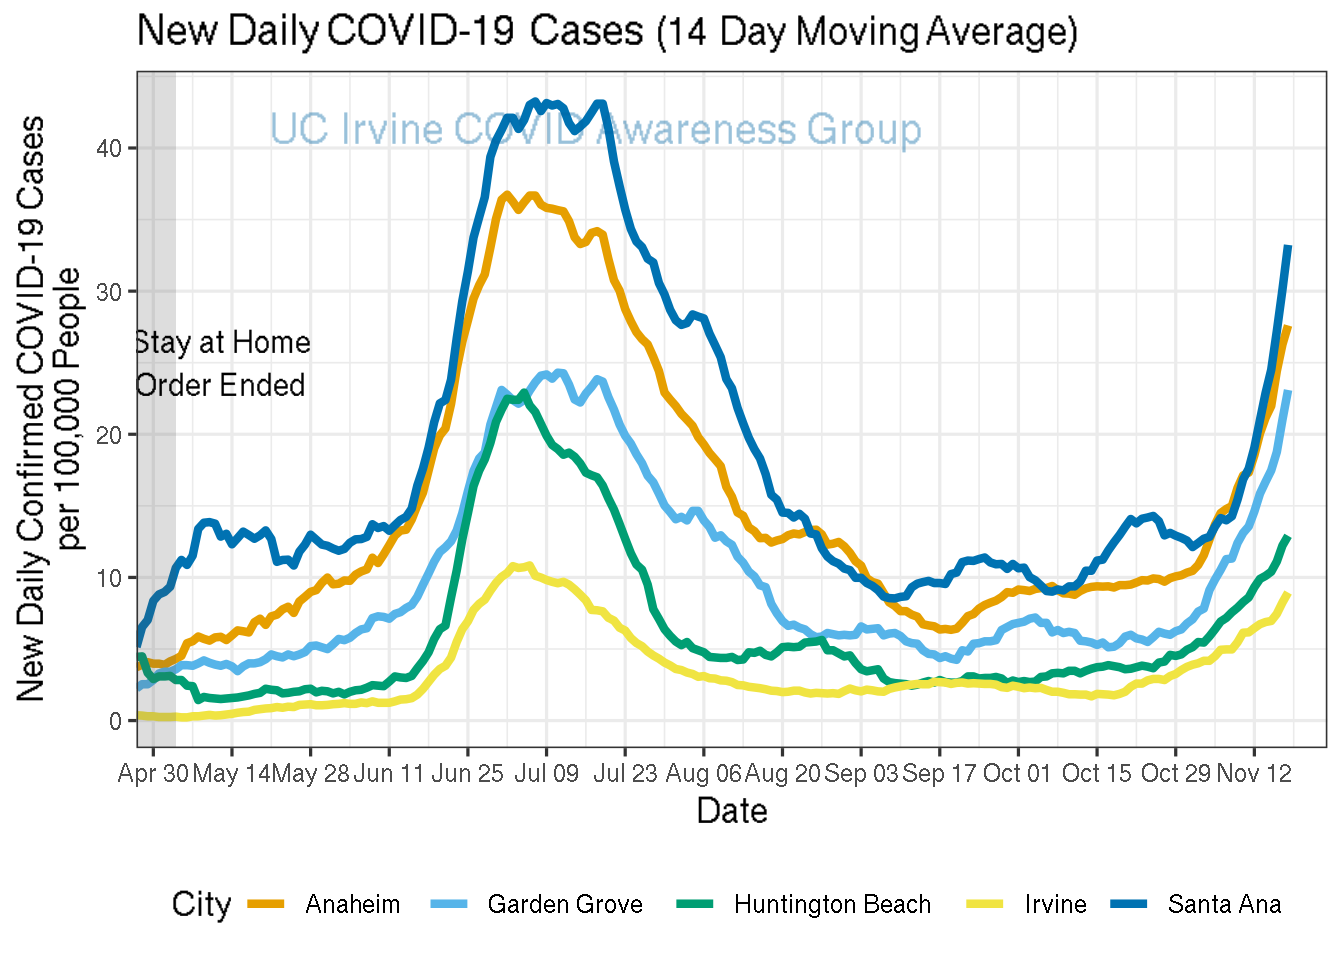 New Daily COVID-19 Cases (14 Day Moving Average)
UC Irvine COVID Awareness Group
New Daily Confirmed COVID-19 Cases
per 100,000 People
40
30
20
10
0
Stay at Home
Order Ended
Apr 30 May 14 May 28 Jun 11 Jun 25 Jul 09 Jul 23 Aug 06 Aug 20 Sep 03 Sep 17 Oct 01 Oct 15 Oct 29 Nov 12
Date
City Anaheim Garden Grove Huntington Beach Irvine Santa Ana